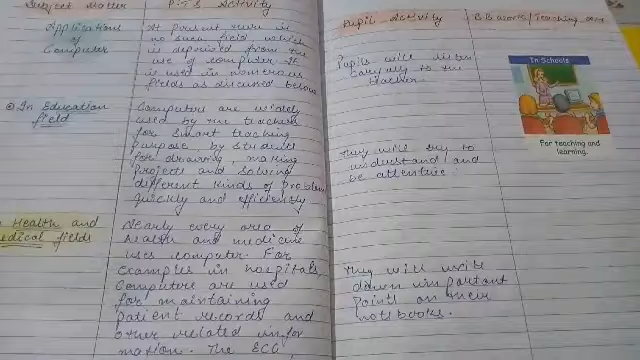 Subject Matter
P.T.S Activity
Pupil Activity
B.B work / Teaching
Applications
of
Computer
At present there is
no such field which
is deprived from the
use of computer. It
is used in numerous
fields as discussed below
Pupils will listen
to the
teacher
In Schools
For teaching and
learning.
In Education
field
Computers are widely
used by the teachers
for smart teaching
purpose by students
for drawing, making
projects and solving
different kinds of problem
quickly and efficiently
They will try to
understand and
be attentive.
Health and
medical fields
Nearly every area of
health and medicine
uses computer. For
example in hospitals,
Computers are used
for maintaining
patient records and
other related infor
mation. The ECG,
They will write
down important
points on their
notebooks.